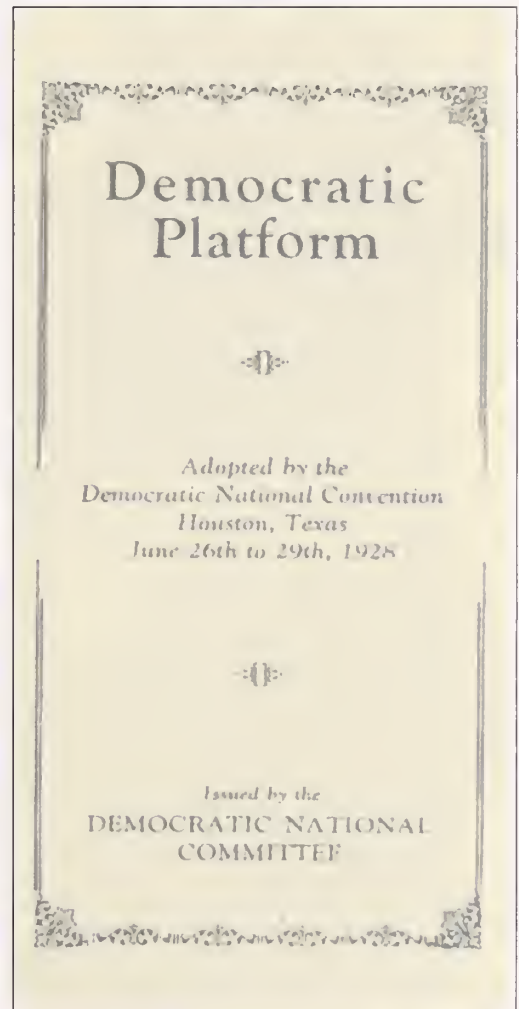 Democratic
Platform
Adopted by the
Democratic National Convention
Houston, Texas
June 26th to 29th, 1928
Issued by the
DEMOCRATIC NATIONAL
COMMITTEE